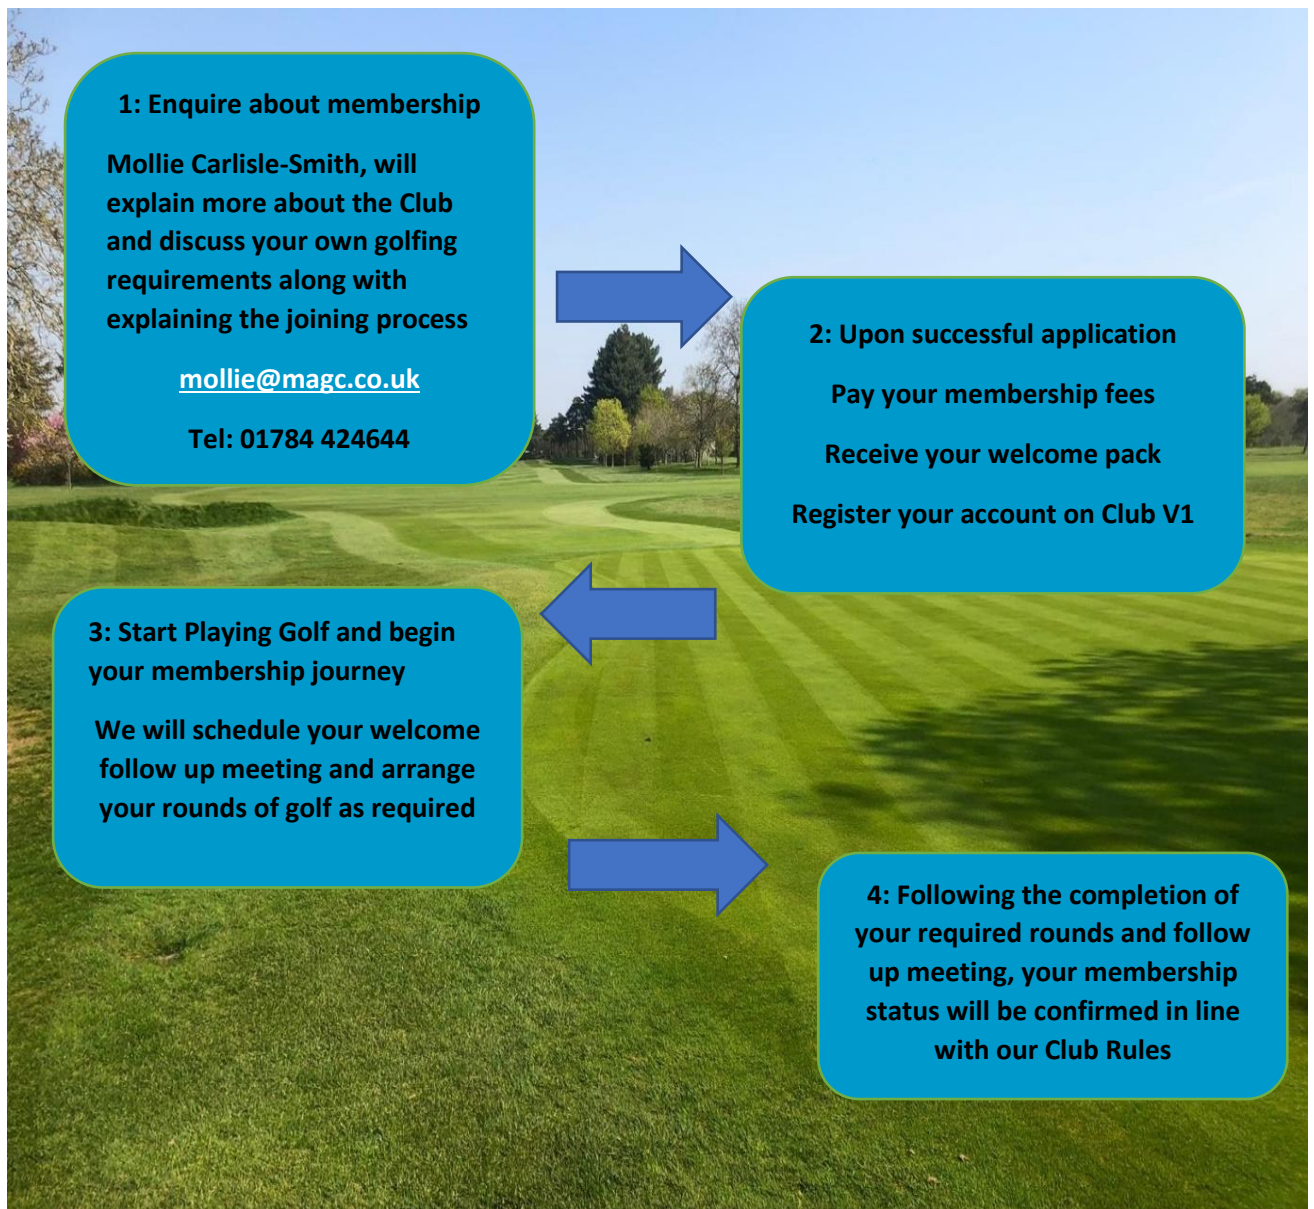 1: Enquire about membership
Mollie Carlisle-Smith, will
explain more about the Club
and discuss your own golfing
requirements along with
explaining the joining process
mollie@magc.co.uk
Tel: 01784 424644
2: Upon successful application
Pay your membership fees
Receive your welcome pack
Register your account on Club V1
3: Start Playing Golf and begin
your membership journey
We will schedule your welcome
follow up meeting and arrange
your rounds of golf as required
4: Following the completion of
your required rounds and follow
up meeting, your membership
status will be confirmed in line
with our Club Rules